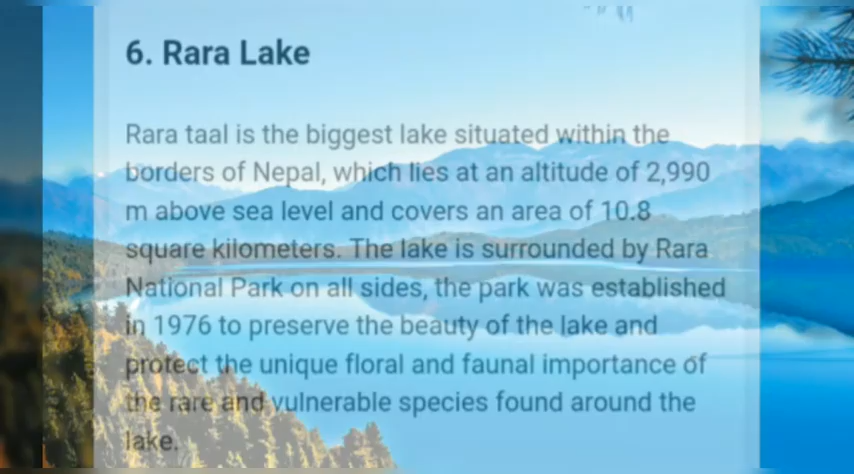 6. Rara Lake
Rara taal is the biggest lake situated within the
borders of Nepal, which lies at an altitude of 2,990
m above sea level and covers an area of 10.8
square kilometers. The lake is surrounded by Rara
National Park on all sides, the park was established
in 1976 to preserve the beauty of the lake and
protect the unique floral and faunal importance of
the rare and vulnerable species found around the
lake.